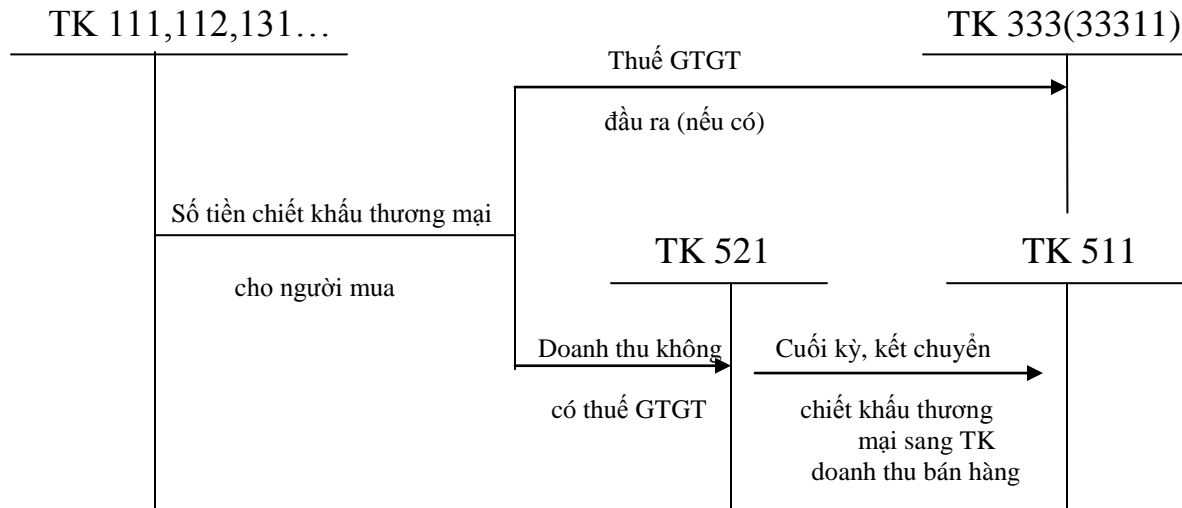 TK 111,112,131…
TK 333(33311)
Thuế GTGT
đầu ra (nếu có)
Số tiền chiết khấu thương mại
cho người mua
TK 521
TK 511
Doanh thu không
có thuế GTGT
Cuối kỳ, kết chuyển
chiết khấu thương
mại sang TK
doanh thu bán hàng